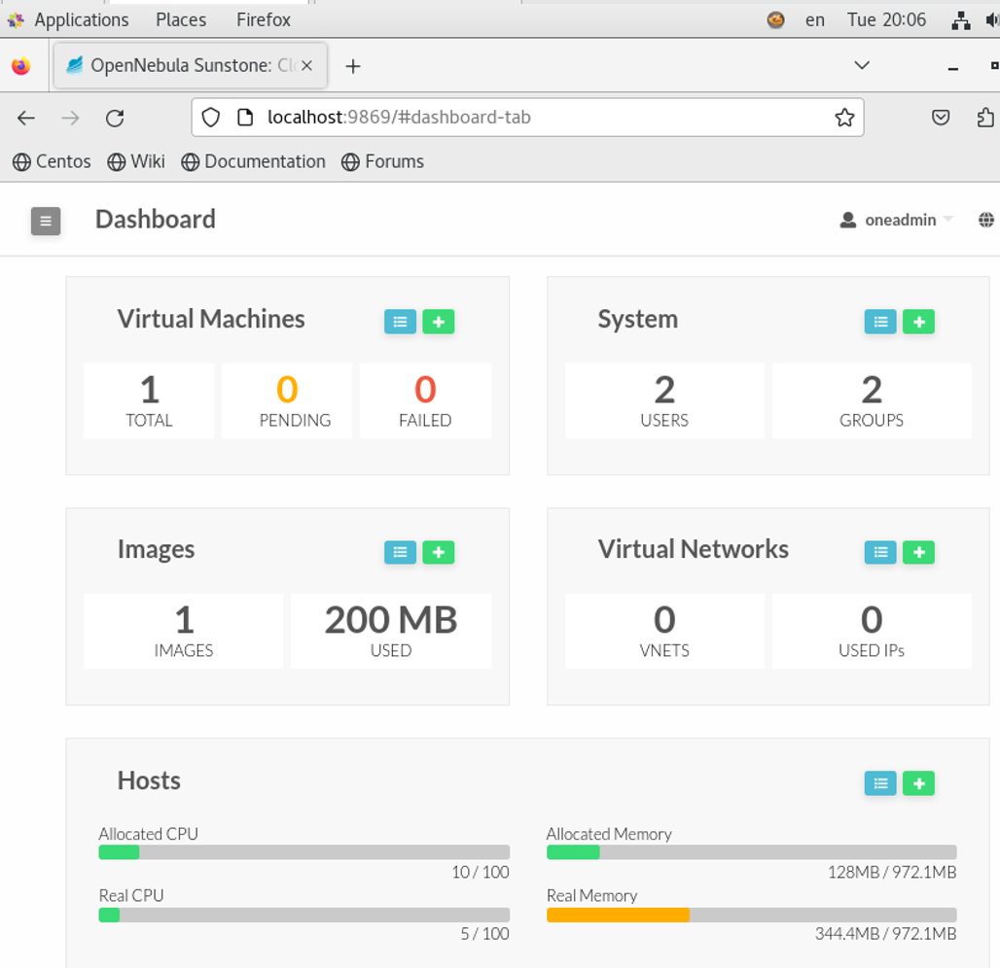 Applications Places Firefox en Tue 20:06
OpenNebula Sunstone: Cl
localhost:9869/#dashboard-tab
Centos Wiki Documentation Forums
Dashboard oneadmin
Virtual Machines
1 0 0
TOTAL PENDING FAILED
System
2 2
USERS GROUPS
Images
1 200 MB
IMAGES USED
Virtual Networks
0 0
VNETS USED IPs
Hosts
Allocated CPU
10 / 100
Allocated Memory
128MB / 972.1MB
Real CPU
5 / 100
Real Memory
344.4MB / 972.1MB